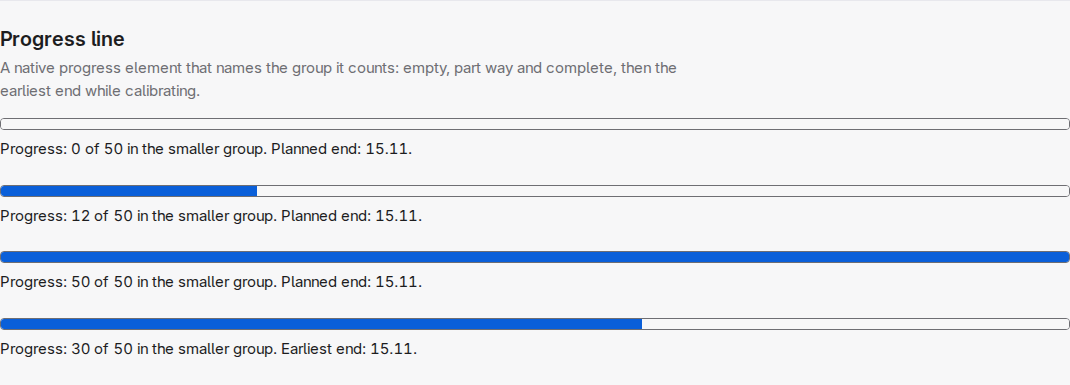 Progress line
A native progress element that names the group it counts: empty, part way and complete, then the
earliest end while calibrating.
Progress: 0 of 50 in the smaller group. Planned end: 15.11.
Progress: 12 of 50 in the smaller group. Planned end: 15.11.
Progress: 50 of 50 in the smaller group. Planned end: 15.11.
Progress: 30 of 50 in the smaller group. Earliest end: 15.11.